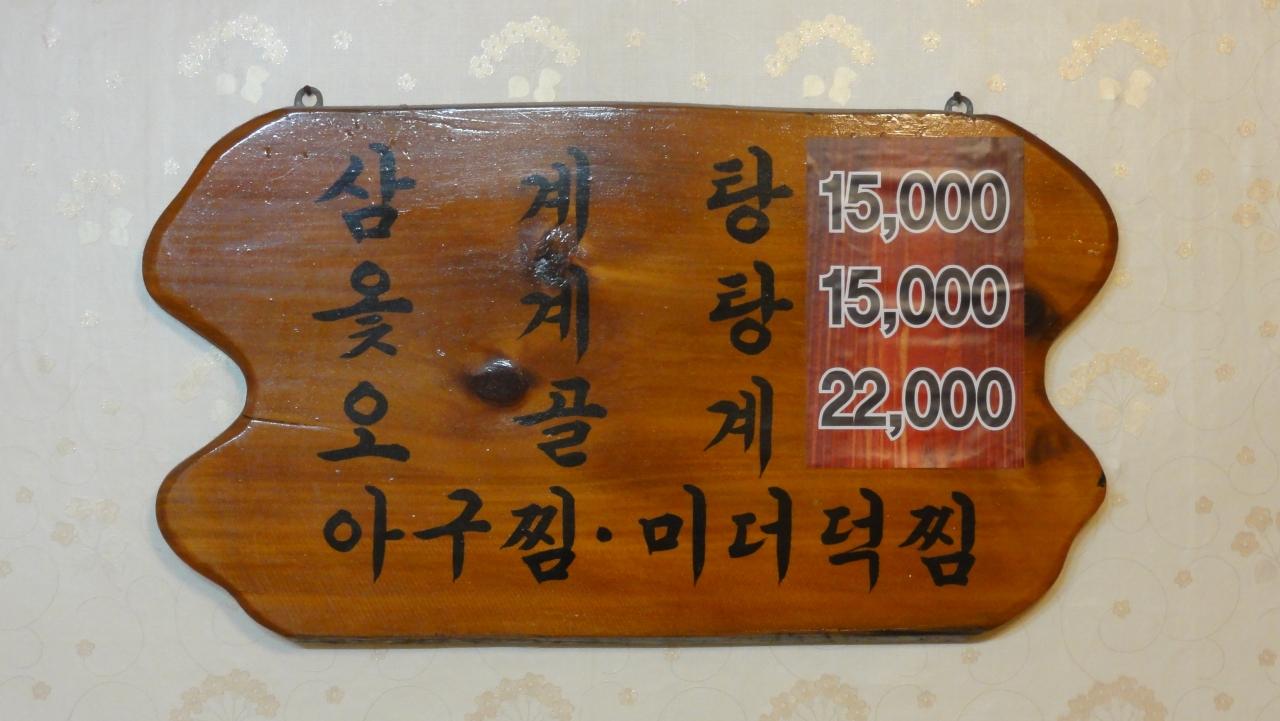 삼 계 탕 15,000
옻 계 탕 15,000
오 골 계 22,000
아구찜·미더덕찜